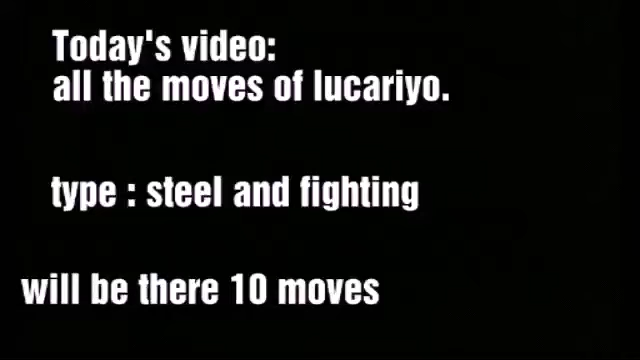 Today's video:
all the moves of lucariyo.
type : steel and fighting
will be there 10 moves